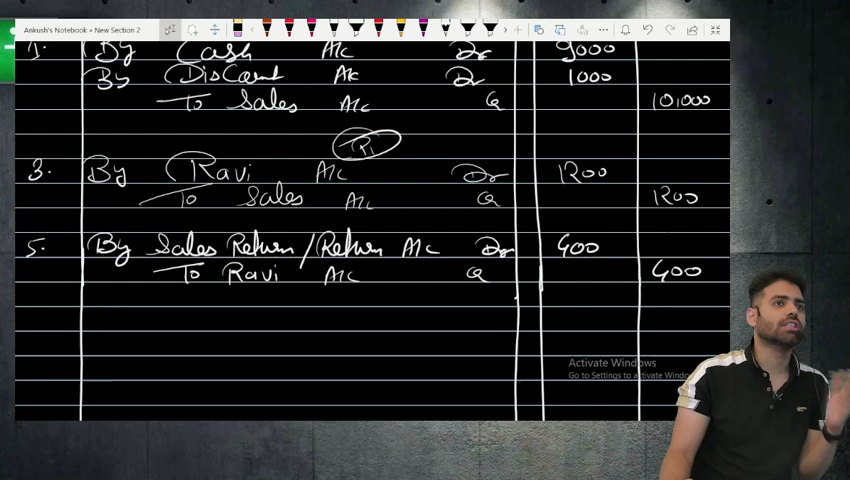 Ankush's Notebook » New Section 2
1. By Cash A/c Dr 9000
By Discount A/c Dr 1000
To Sales A/c Cr 10,000
3. By Ravi A/c Dr 1200
To Sales A/c Cr 1200
5. By Sales Return/Return A/c Dr 400
To Ravi A/c Cr 400
Activate Windows
Go to Settings to activate Windows